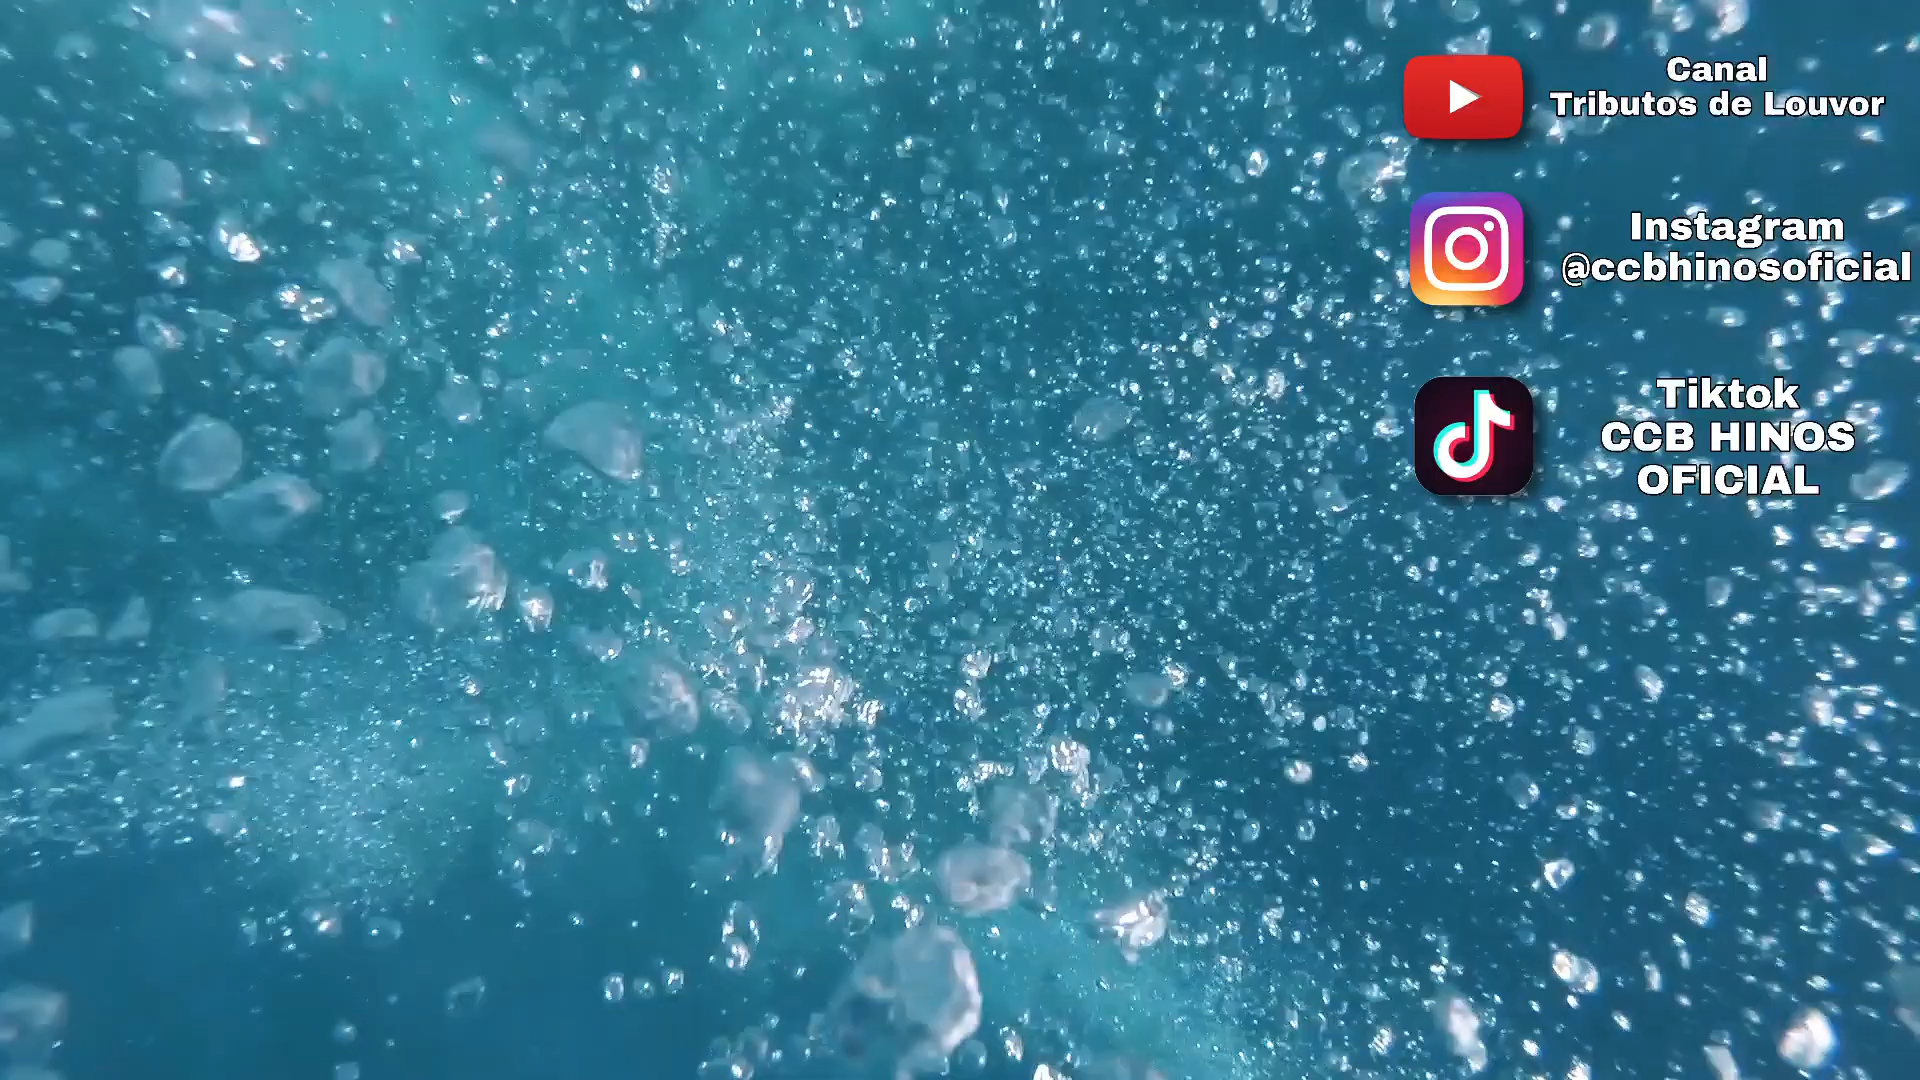 Canal
Tributos de Louvor
Instagram
@ccbhinosoficial
Tiktok
CCB HINOS
OFICIAL